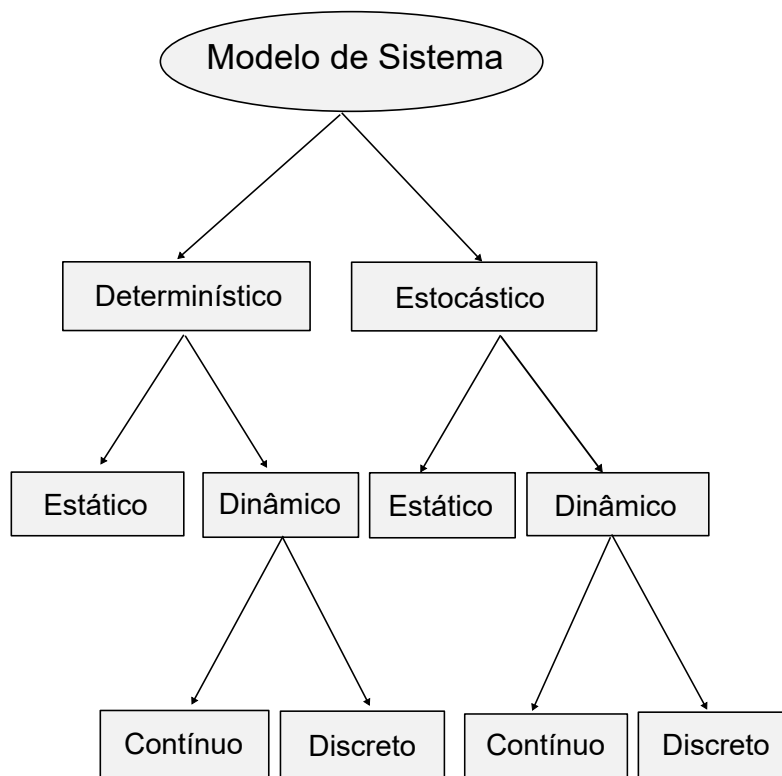 Modelo de Sistema
Determinístico
Estocástico
Estático
Dinâmico
Estático
Dinâmico
Contínuo
Discreto
Contínuo
Discreto